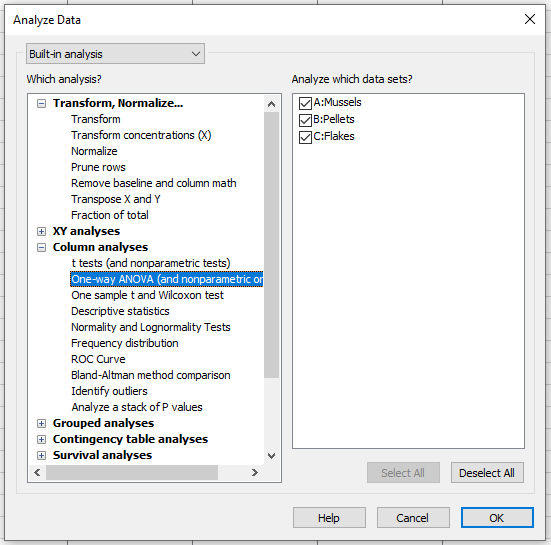 Analyze Data
Built-in analysis
Which analysis?
Transform, Normalize...
Transform
Transform concentrations (X)
Normalize
Prune rows
Remove baseline and column math
Transpose X and Y
Fraction of total
XY analyses
Column analyses
t tests (and nonparametric tests)
One-way ANOVA (and nonparametric or
One sample t and Wilcoxon test
Descriptive statistics
Normality and Lognormality Tests
Frequency distribution
ROC Curve
Bland-Altman method comparison
Identify outliers
Analyze a stack of P values
Grouped analyses
Contingency table analyses
Survival analyses
Analyze which data sets?
A:Mussels
B:Pellets
C:Flakes
Select All
Deselect All
Help
Cancel
OK